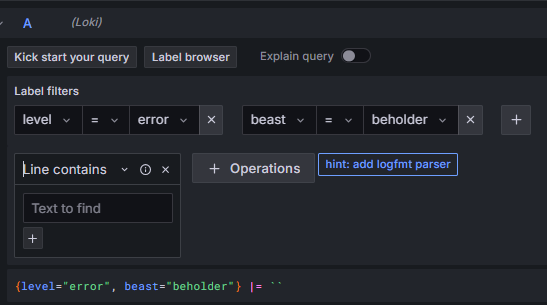 A (Loki)
Kick start your query Label browser Explain query
Label filters
level = error × beast = beholder × +
Line contains × + Operations hint: add logfmt parser
Text to find
+
{level="error", beast="beholder"} |= ``